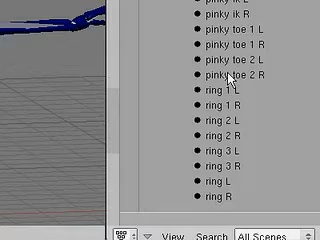 pinky ik L
pinky ik R
pinky toe 1 L
pinky toe 1 R
pinky toe 2 L
pinky toe 2 R
ring 1 L
ring 1 R
ring 2 L
ring 2 R
ring 3 L
ring 3 R
ring L
ring R
View Search All Scenes